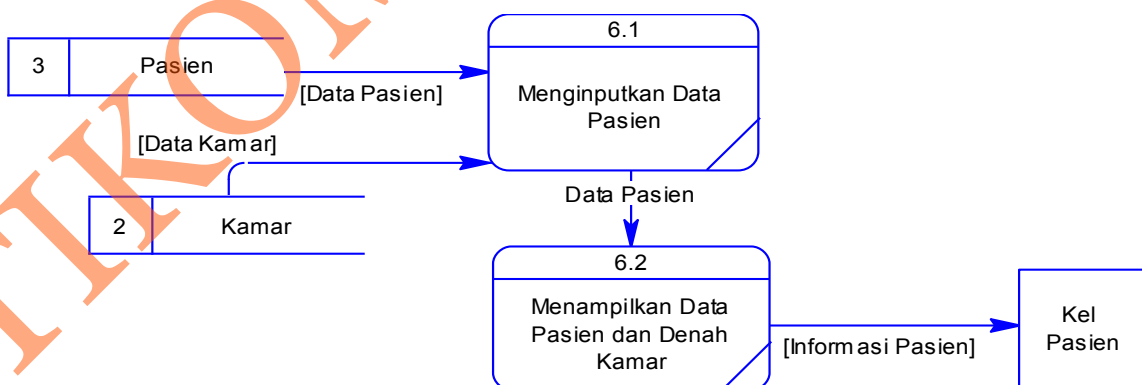 6.1
3 Pasien
Menginputkan Data
Pasien
[Data Pasien]
[Data Kamar]
2 Kamar
Data Pasien
6.2
Menampilkan Data
Pasien dan Denah
Kamar
[Informasi Pasien]
Kel
Pasien
TIKOM